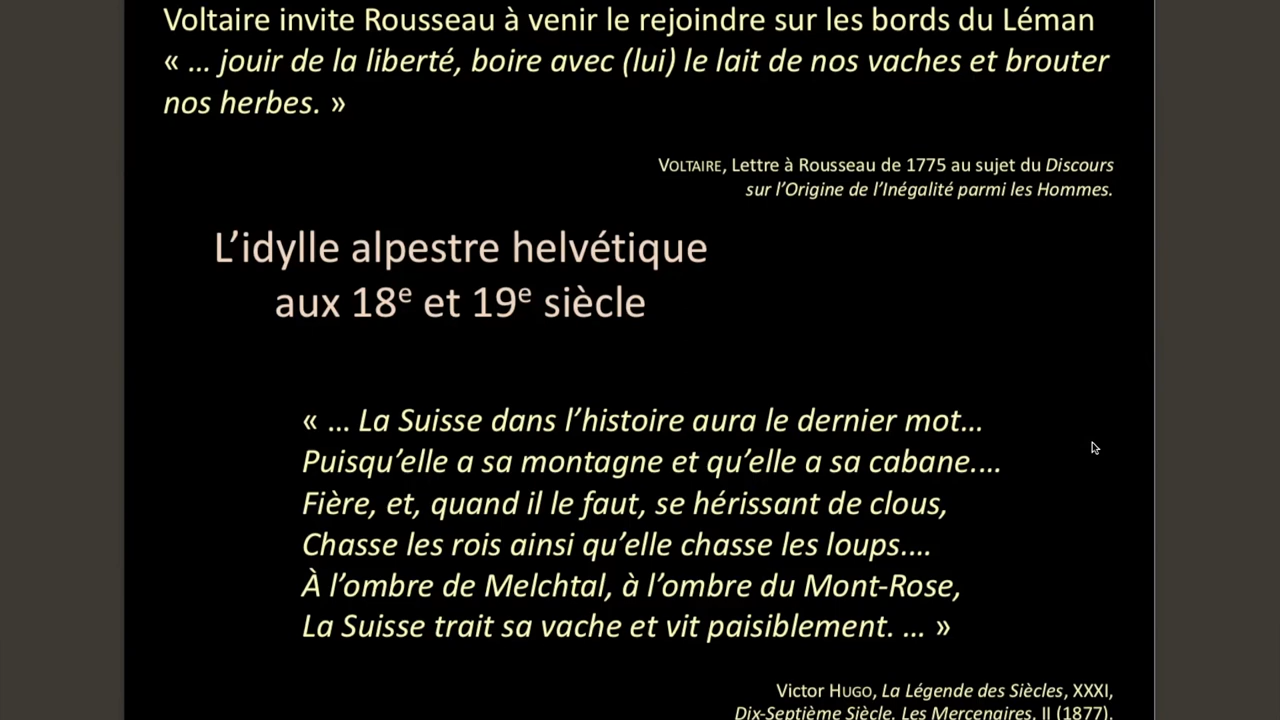 Voltaire invite Rousseau à venir le rejoindre sur les bords du Léman
« … jouir de la liberté, boire avec (lui) le lait de nos vaches et brouter
nos herbes. »
VOLTAIRE, Lettre à Rousseau de 1775 au sujet du Discours
sur l’Origine de l’Inégalité parmi les Hommes.
L’idylle alpestre helvétique
aux 18e et 19e siècle
« … La Suisse dans l’histoire aura le dernier mot…
Puisqu’elle a sa montagne et qu’elle a sa cabane.…
Fière, et, quand il le faut, se hérissant de clous,
Chasse les rois ainsi qu’elle chasse les loups.…
À l’ombre de Melchtal, à l’ombre du Mont-Rose,
La Suisse trait sa vache et vit paisiblement. … »
Victor HUGO, La Légende des Siècles, XXXI,
Dix-Septième Siècle. Les Mercenaires. II (1877).